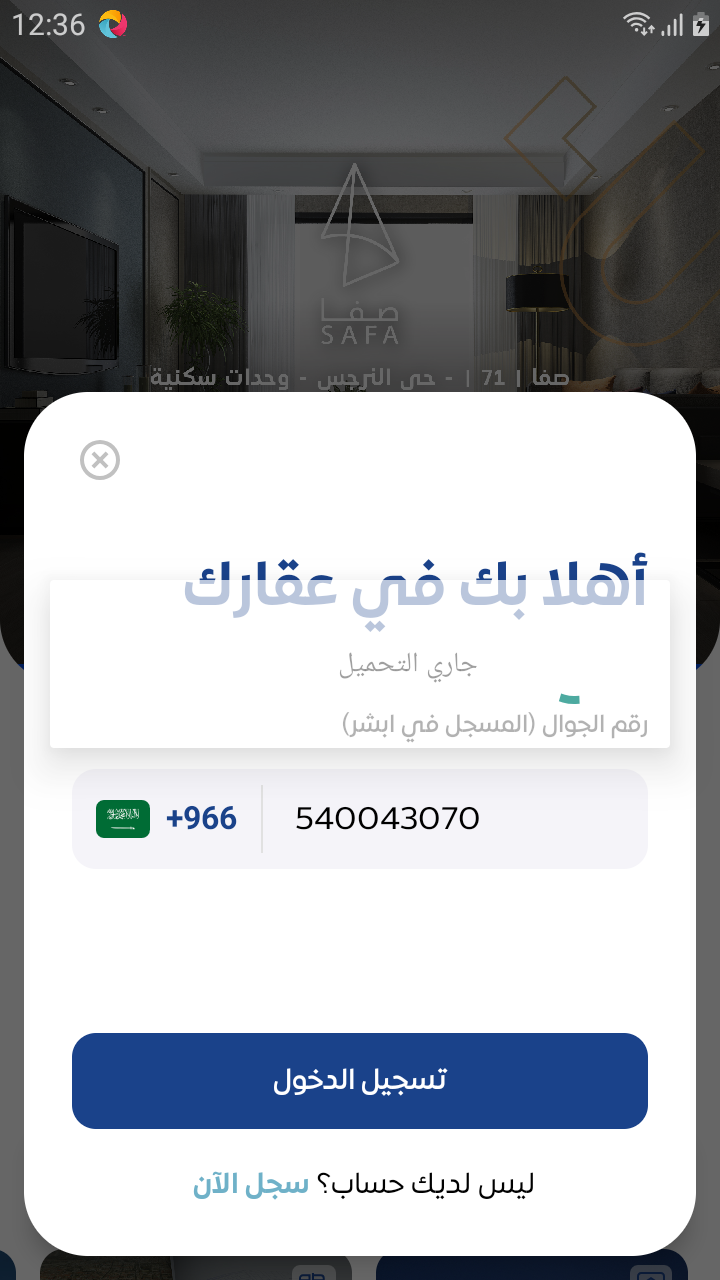 12:36
صفا
SAFA
صفا | 71 | - حي النرجس - وحدات سكنية
أهلا بك في عقارك
جاري التحميل
رقم الجوال (المسجل في ابشر)
+966 540043070
تسجيل الدخول
ليس لديك حساب؟ سجل الآن